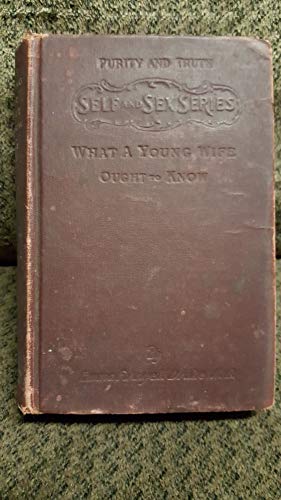 PURITY AND TRUTH
SELF AND SEX SERIES
WHAT A YOUNG WIFE
OUGHT TO KNOW